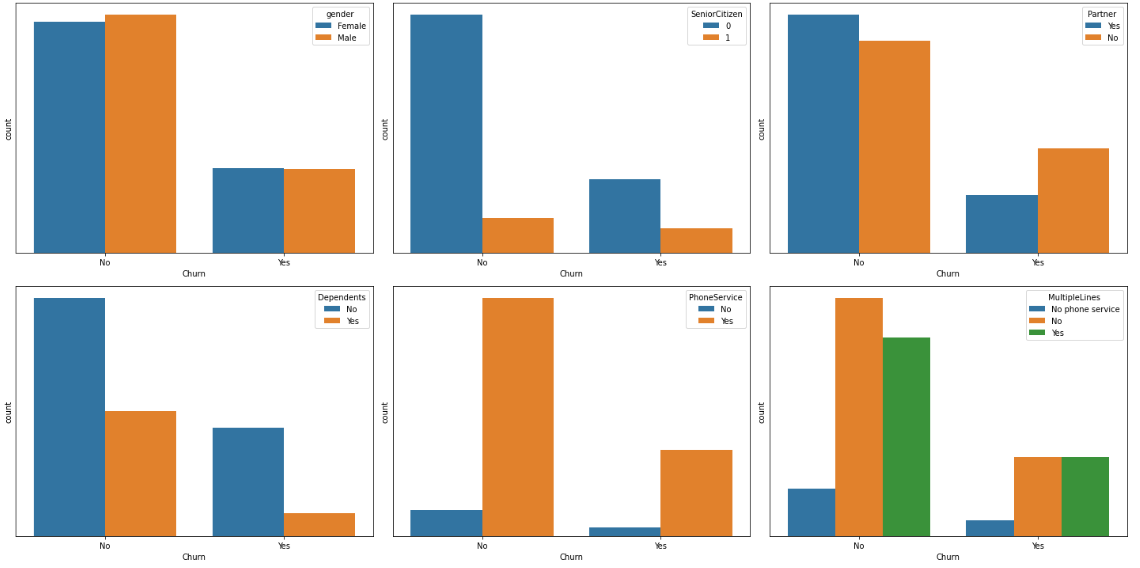 gender
Female
Male
count
No
Yes
Churn
SeniorCitizen
0
1
count
No
Yes
Churn
Partner
Yes
No
count
No
Yes
Churn
Dependents
No
Yes
count
No
Yes
Churn
PhoneService
No
Yes
count
No
Yes
Churn
MultipleLines
No phone service
No
Yes
count
No
Yes
Churn